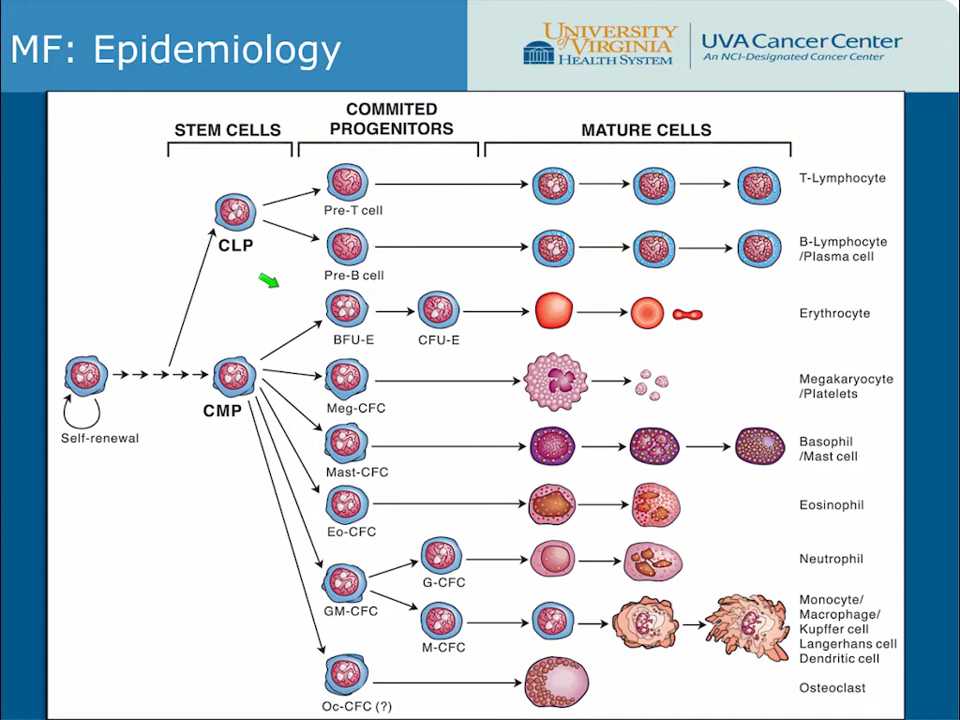 MF: Epidemiology
UNIVERSITY
of VIRGINIA
HEALTH SYSTEM
UVA Cancer Center
An NCI-Designated Cancer Center
STEM CELLS
COMMITED
PROGENITORS
MATURE CELLS
CLP
Pre-T cell
T-Lymphocyte
Pre-B cell
B-Lymphocyte
/Plasma cell
BFU-E
CFU-E
Erythrocyte
Self-renewal
CMP
Meg-CFC
Megakaryocyte
/Platelets
Mast-CFC
Basophil
/Mast cell
Eo-CFC
Eosinophil
GM-CFC
G-CFC
Neutrophil
M-CFC
Monocyte/
Macrophage/
Kupffer cell
Langerhans cell
Dendritic cell
Oc-CFC (?)
Osteoclast